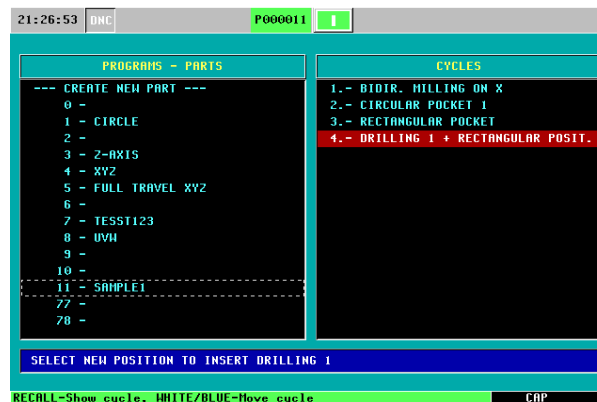 21:26:53 DNC P000011
PROGRAMS - PARTS
--- CREATE NEW PART ---
0 -
1 - CIRCLE
2 -
3 - Z-AXIS
4 - XYZ
5 - FULL TRAVEL XYZ
6 -
7 - TESST123
8 - UVW
9 -
10 -
11 - SAMPLE1
77 -
78 -
CYCLES
1.- BIDIR. MILLING ON X
2.- CIRCULAR POCKET 1
3.- RECTANGULAR POCKET
4.- DRILLING 1 + RECTANGULAR POSIT.
SELECT NEW POSITION TO INSERT DRILLING 1
RECALL-Show cycle, WHITE/BLUE-Move cycle CAP